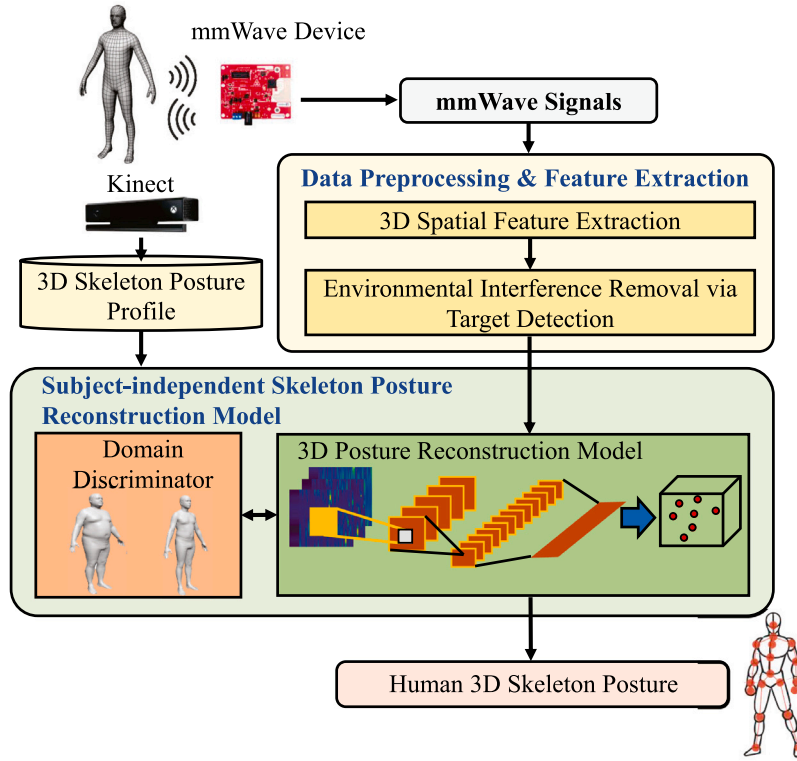 mmWave Device
mmWave Signals
Kinect
Data Preprocessing & Feature Extraction
3D Spatial Feature Extraction
3D Skeleton Posture
Profile
Environmental Interference Removal via
Target Detection
Subject-independent Skeleton Posture
Reconstruction Model
Domain
Discriminator
3D Posture Reconstruction Model
Human 3D Skeleton Posture